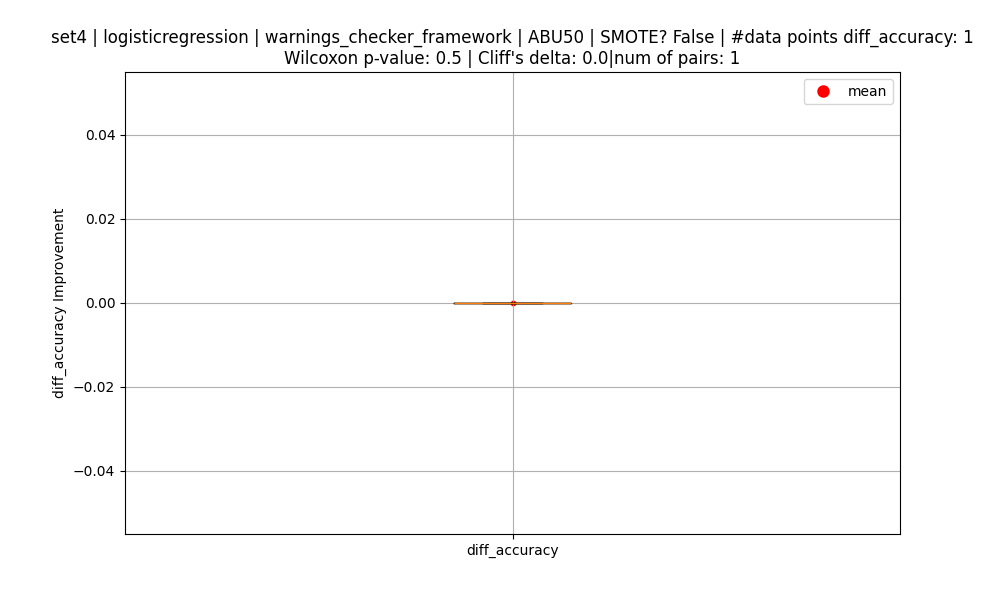 set4 | logisticregression | warnings_checker_framework | ABU50 | SMOTE? False | #data points diff_accuracy: 1
Wilcoxon p-value: 0.5 | Cliff's delta: 0.0|num of pairs: 1
mean
0.04
0.02
0.00
−0.02
−0.04
diff_accuracy Improvement
diff_accuracy